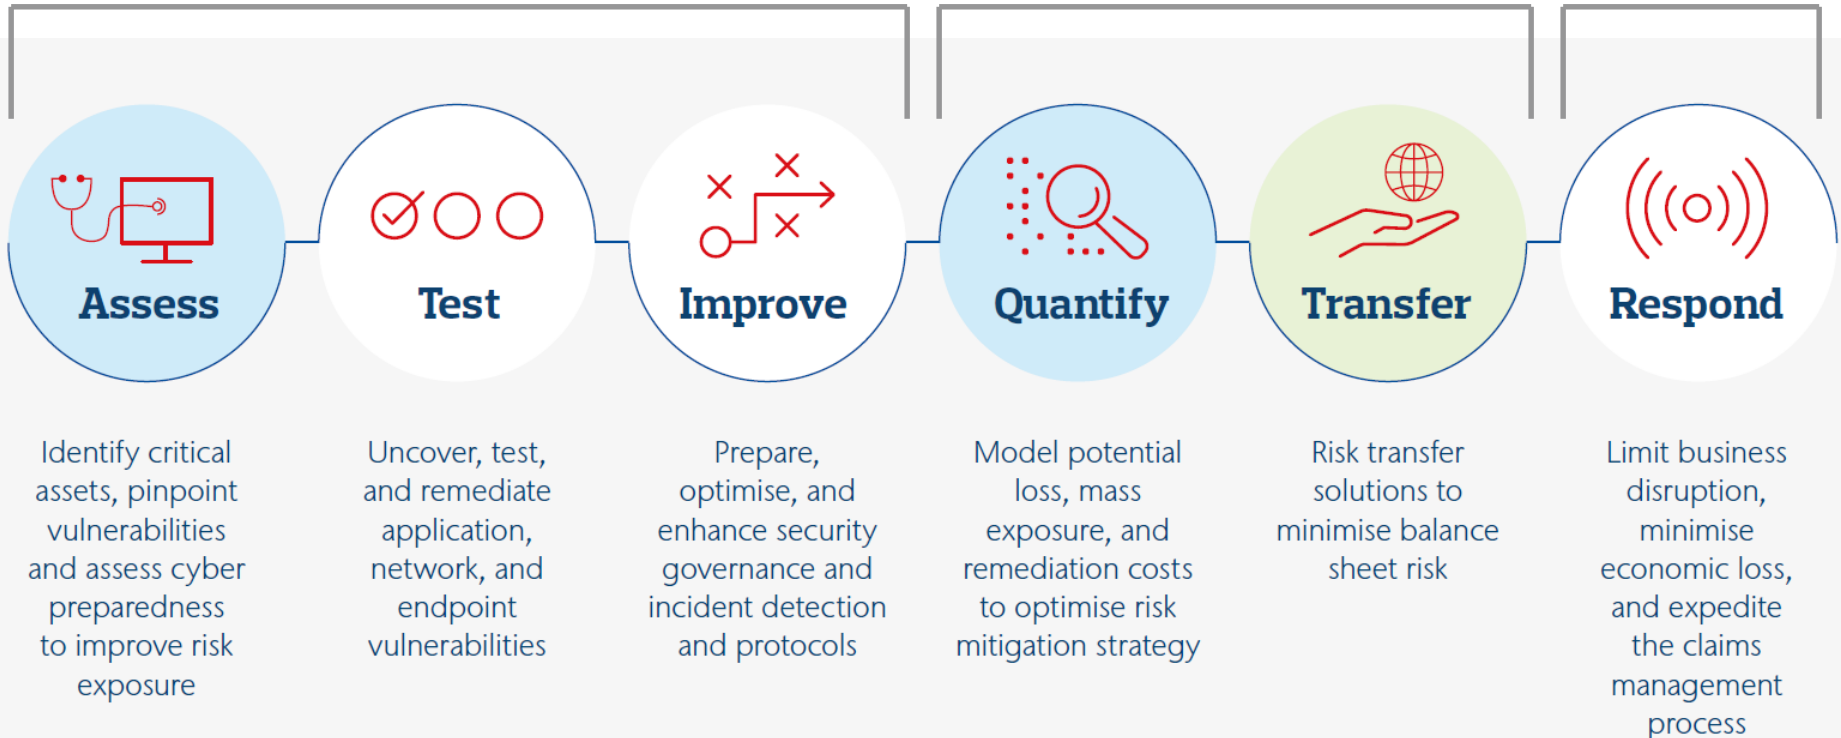 Assess
Test
Improve
Quantify
Transfer
Respond
Identify critical
assets, pinpoint
vulnerabilities
and assess cyber
preparedness
to improve risk
exposure
Uncover, test,
and remediate
application,
network, and
endpoint
vulnerabilities
Prepare,
optimise, and
enhance security
governance and
incident detection
and protocols
Model potential
loss, mass
exposure, and
remediation costs
to optimise risk
mitigation strategy
Risk transfer
solutions to
minimise balance
sheet risk
Limit business
disruption,
minimise
economic loss,
and expedite
the claims
management
process